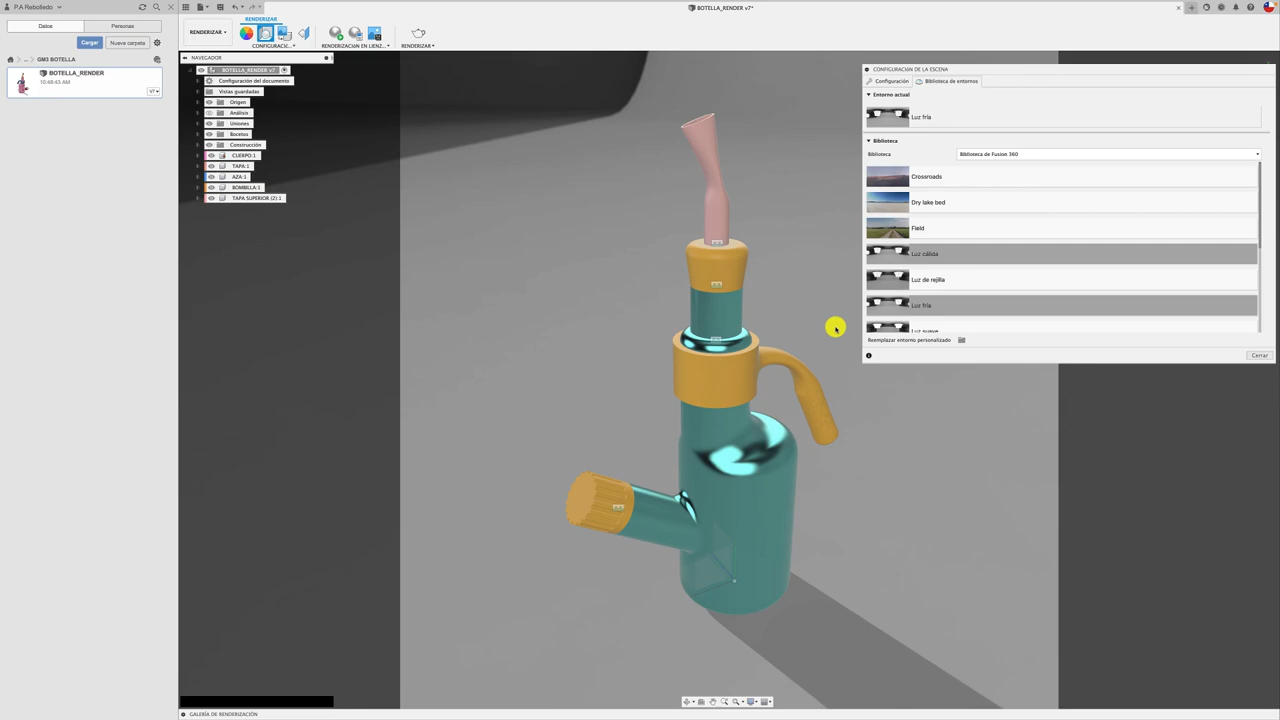 P.A Rebolledo
BOTELLA_RENDER v7*
Datos
Personas
RENDERIZAR
RENDERIZAR
Cargar
Nueva carpeta
CONFIGURACIÓ...
RENDERIZACIÓN EN LIENZ...
RENDERIZAR
... GM3 BOTELLA
NAVEGADOR
BOTELLA_RENDER
10:48:43 AM
V7
BOTELLA_RENDER v7
Configuración del documento
Vistas guardadas
Origen
Análisis
Uniones
Bocetos
Construcción
CUERPO:1
TAPA:1
AZA:1
BOMBILLA:1
TAPA SUPERIOR (2):1
CONFIGURACIÓN DE LA ESCENA
Configuración
Biblioteca de entornos
Entorno actual
Luz fría
Biblioteca
Biblioteca
Biblioteca de Fusion 360
Crossroads
Dry lake bed
Field
Luz cálida
Luz de rejilla
Luz fría
Luz suave
Reemplazar entorno personalizado
Cerrar
GALERÍA DE RENDERIZACIÓN